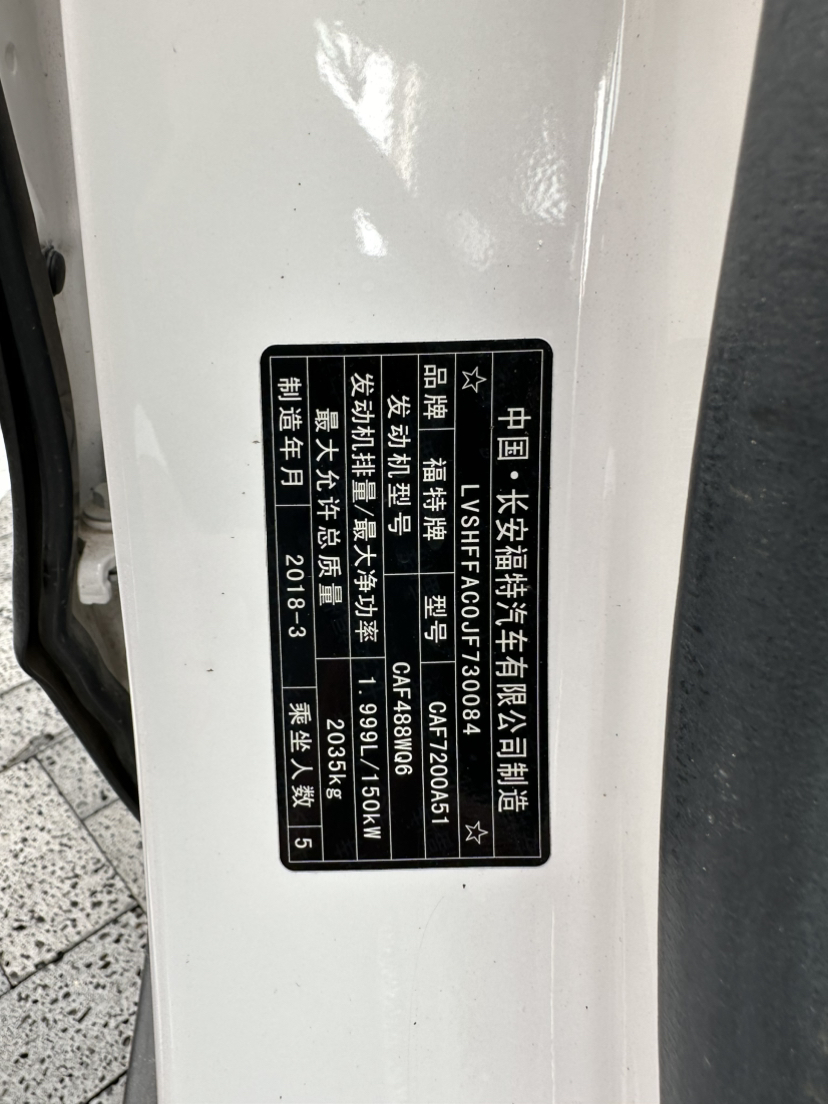 中国·长安福特汽车有限公司制造
☆ LVSHFFAC0JF730084 ☆
品牌 福特牌 型号 CAF7200A51
发动机型号 CAF488WQ6
发动机排量/最大净功率 1.999L/150kW
最大允许总质量 2035kg
制造年月 2018-3 乘坐人数 5